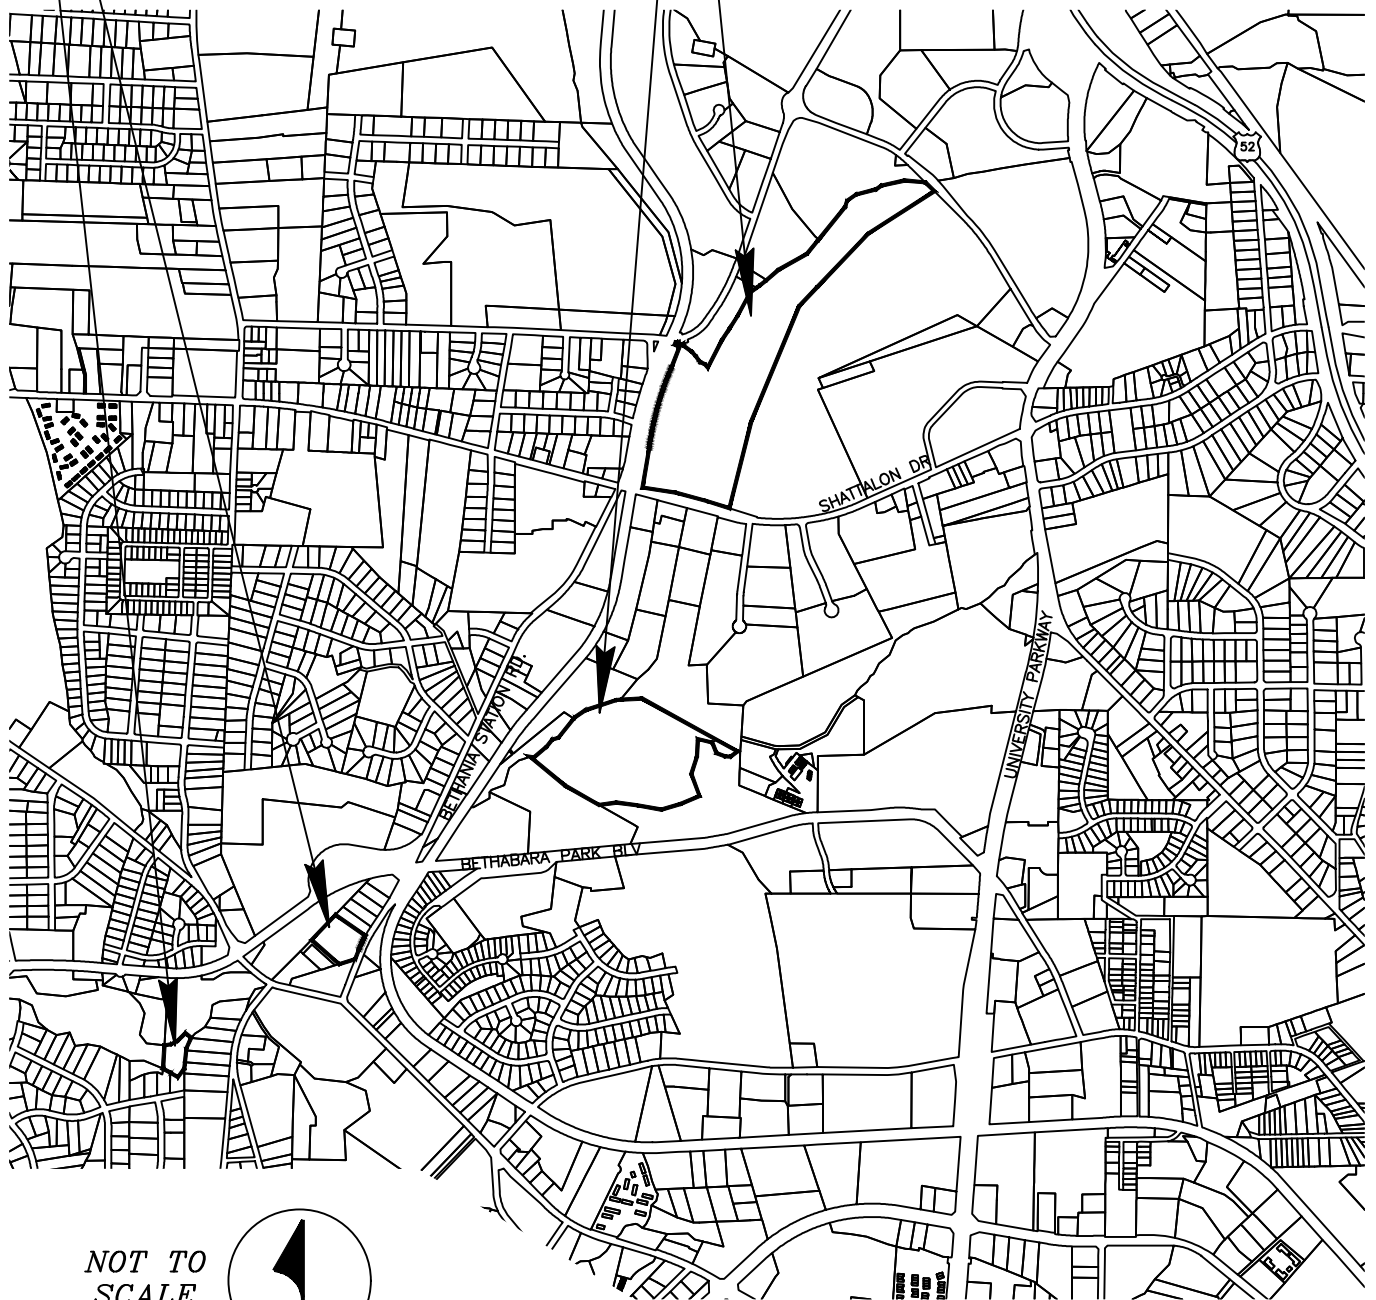 52
SHATTALON DR
BETHANIA STATION RD.
UNIVERSITY PARKWAY
BETHABARA PARK BLV
NOT TO
SCALE